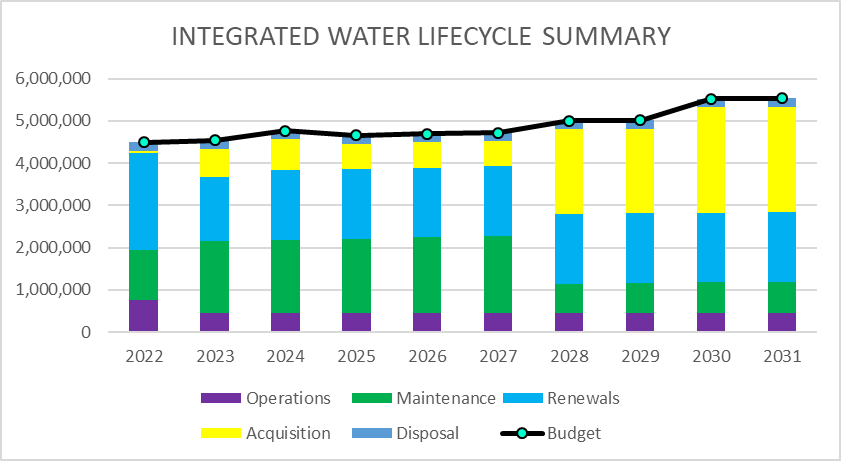 INTEGRATED WATER LIFECYCLE SUMMARY
6,000,000
5,000,000
4,000,000
3,000,000
2,000,000
1,000,000
0
2022 2023 2024 2025 2026 2027 2028 2029 2030 2031
Operations Maintenance Renewals
Acquisition Disposal Budget